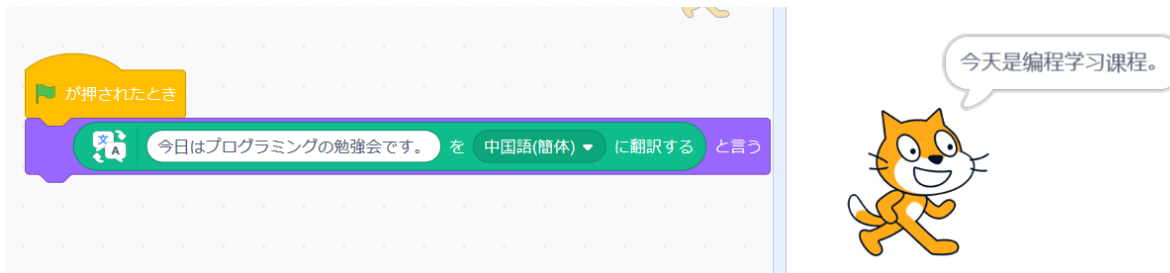 が押されたとき
文 A 今日はプログラミングの勉強会です。 を 中国語(簡体) に翻訳する と言う
今天是编程学习课程。